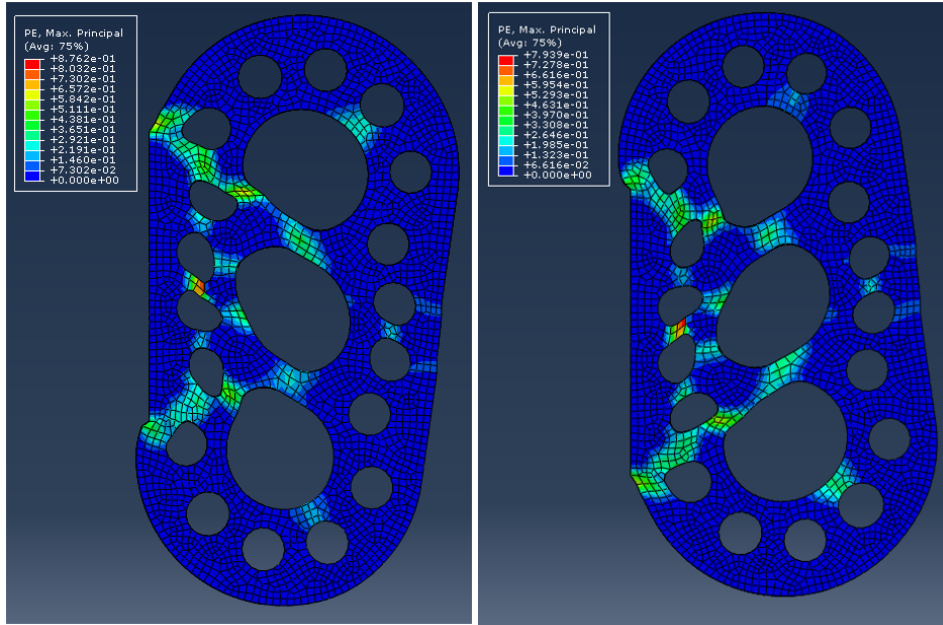 PE, Max. Principal
(Avg: 75%)
+8.762e-01
+8.032e-01
+7.302e-01
+6.572e-01
+5.842e-01
+5.111e-01
+4.381e-01
+3.651e-01
+2.921e-01
+2.191e-01
+1.460e-01
+7.302e-02
+0.000e+00
PE, Max. Principal
(Avg: 75%)
+7.939e-01
+7.278e-01
+6.616e-01
+5.954e-01
+5.293e-01
+4.631e-01
+3.970e-01
+3.308e-01
+2.646e-01
+1.985e-01
+1.323e-01
+6.616e-02
+0.000e+00